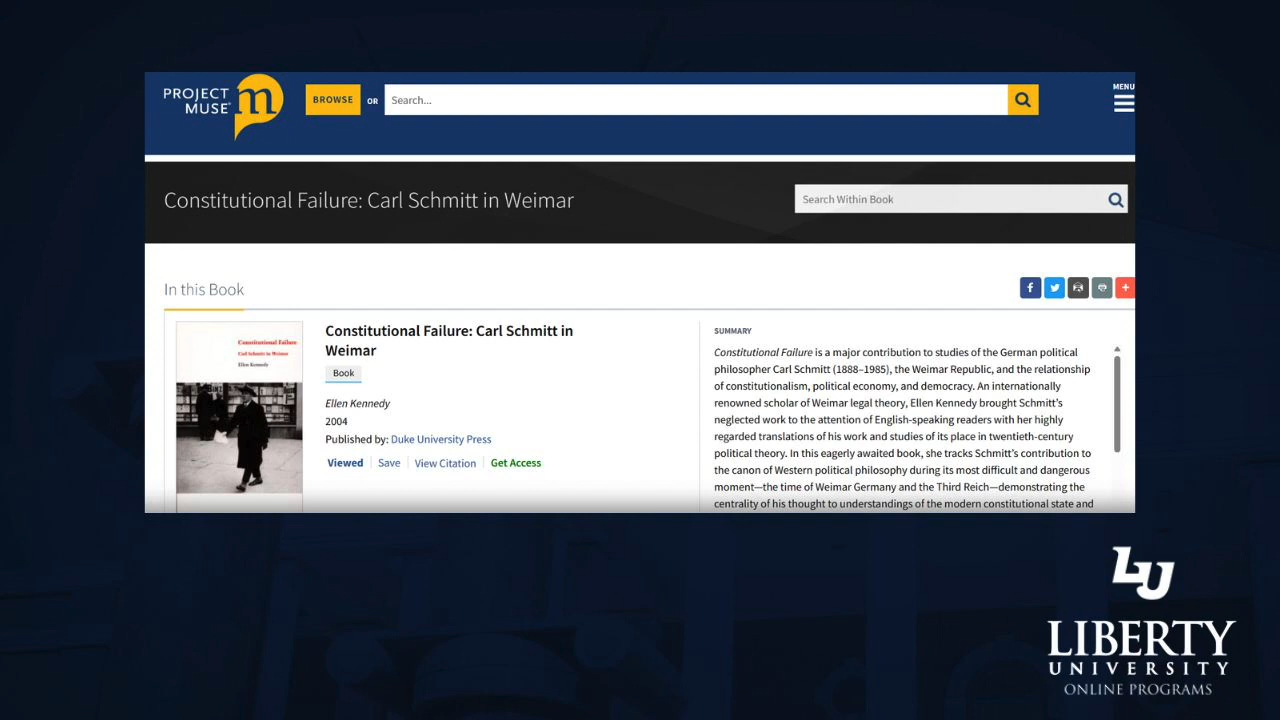 PROJECT
MUSE®
m
BROWSE OR Search...
MENU
Constitutional Failure: Carl Schmitt in Weimar
Search Within Book
In this Book
Constitutional Failure
Carl Schmitt in Weimar
Ellen Kennedy
Constitutional Failure: Carl Schmitt in
Weimar
Book
Ellen Kennedy
2004
Published by: Duke University Press
Viewed Save View Citation Get Access
SUMMARY
Constitutional Failure is a major contribution to studies of the German political
philosopher Carl Schmitt (1888–1985), the Weimar Republic, and the relationship
of constitutionalism, political economy, and democracy. An internationally
renowned scholar of Weimar legal theory, Ellen Kennedy brought Schmitt's
neglected work to the attention of English-speaking readers with her highly
regarded translations of his work and studies of its place in twentieth-century
political theory. In this eagerly awaited book, she tracks Schmitt's contribution to
the canon of Western political philosophy during its most difficult and dangerous
moment—the time of Weimar Germany and the Third Reich—demonstrating the
centrality of his thought to understandings of the modern constitutional state and
LU
LIBERTY
UNIVERSITY
ONLINE PROGRAMS